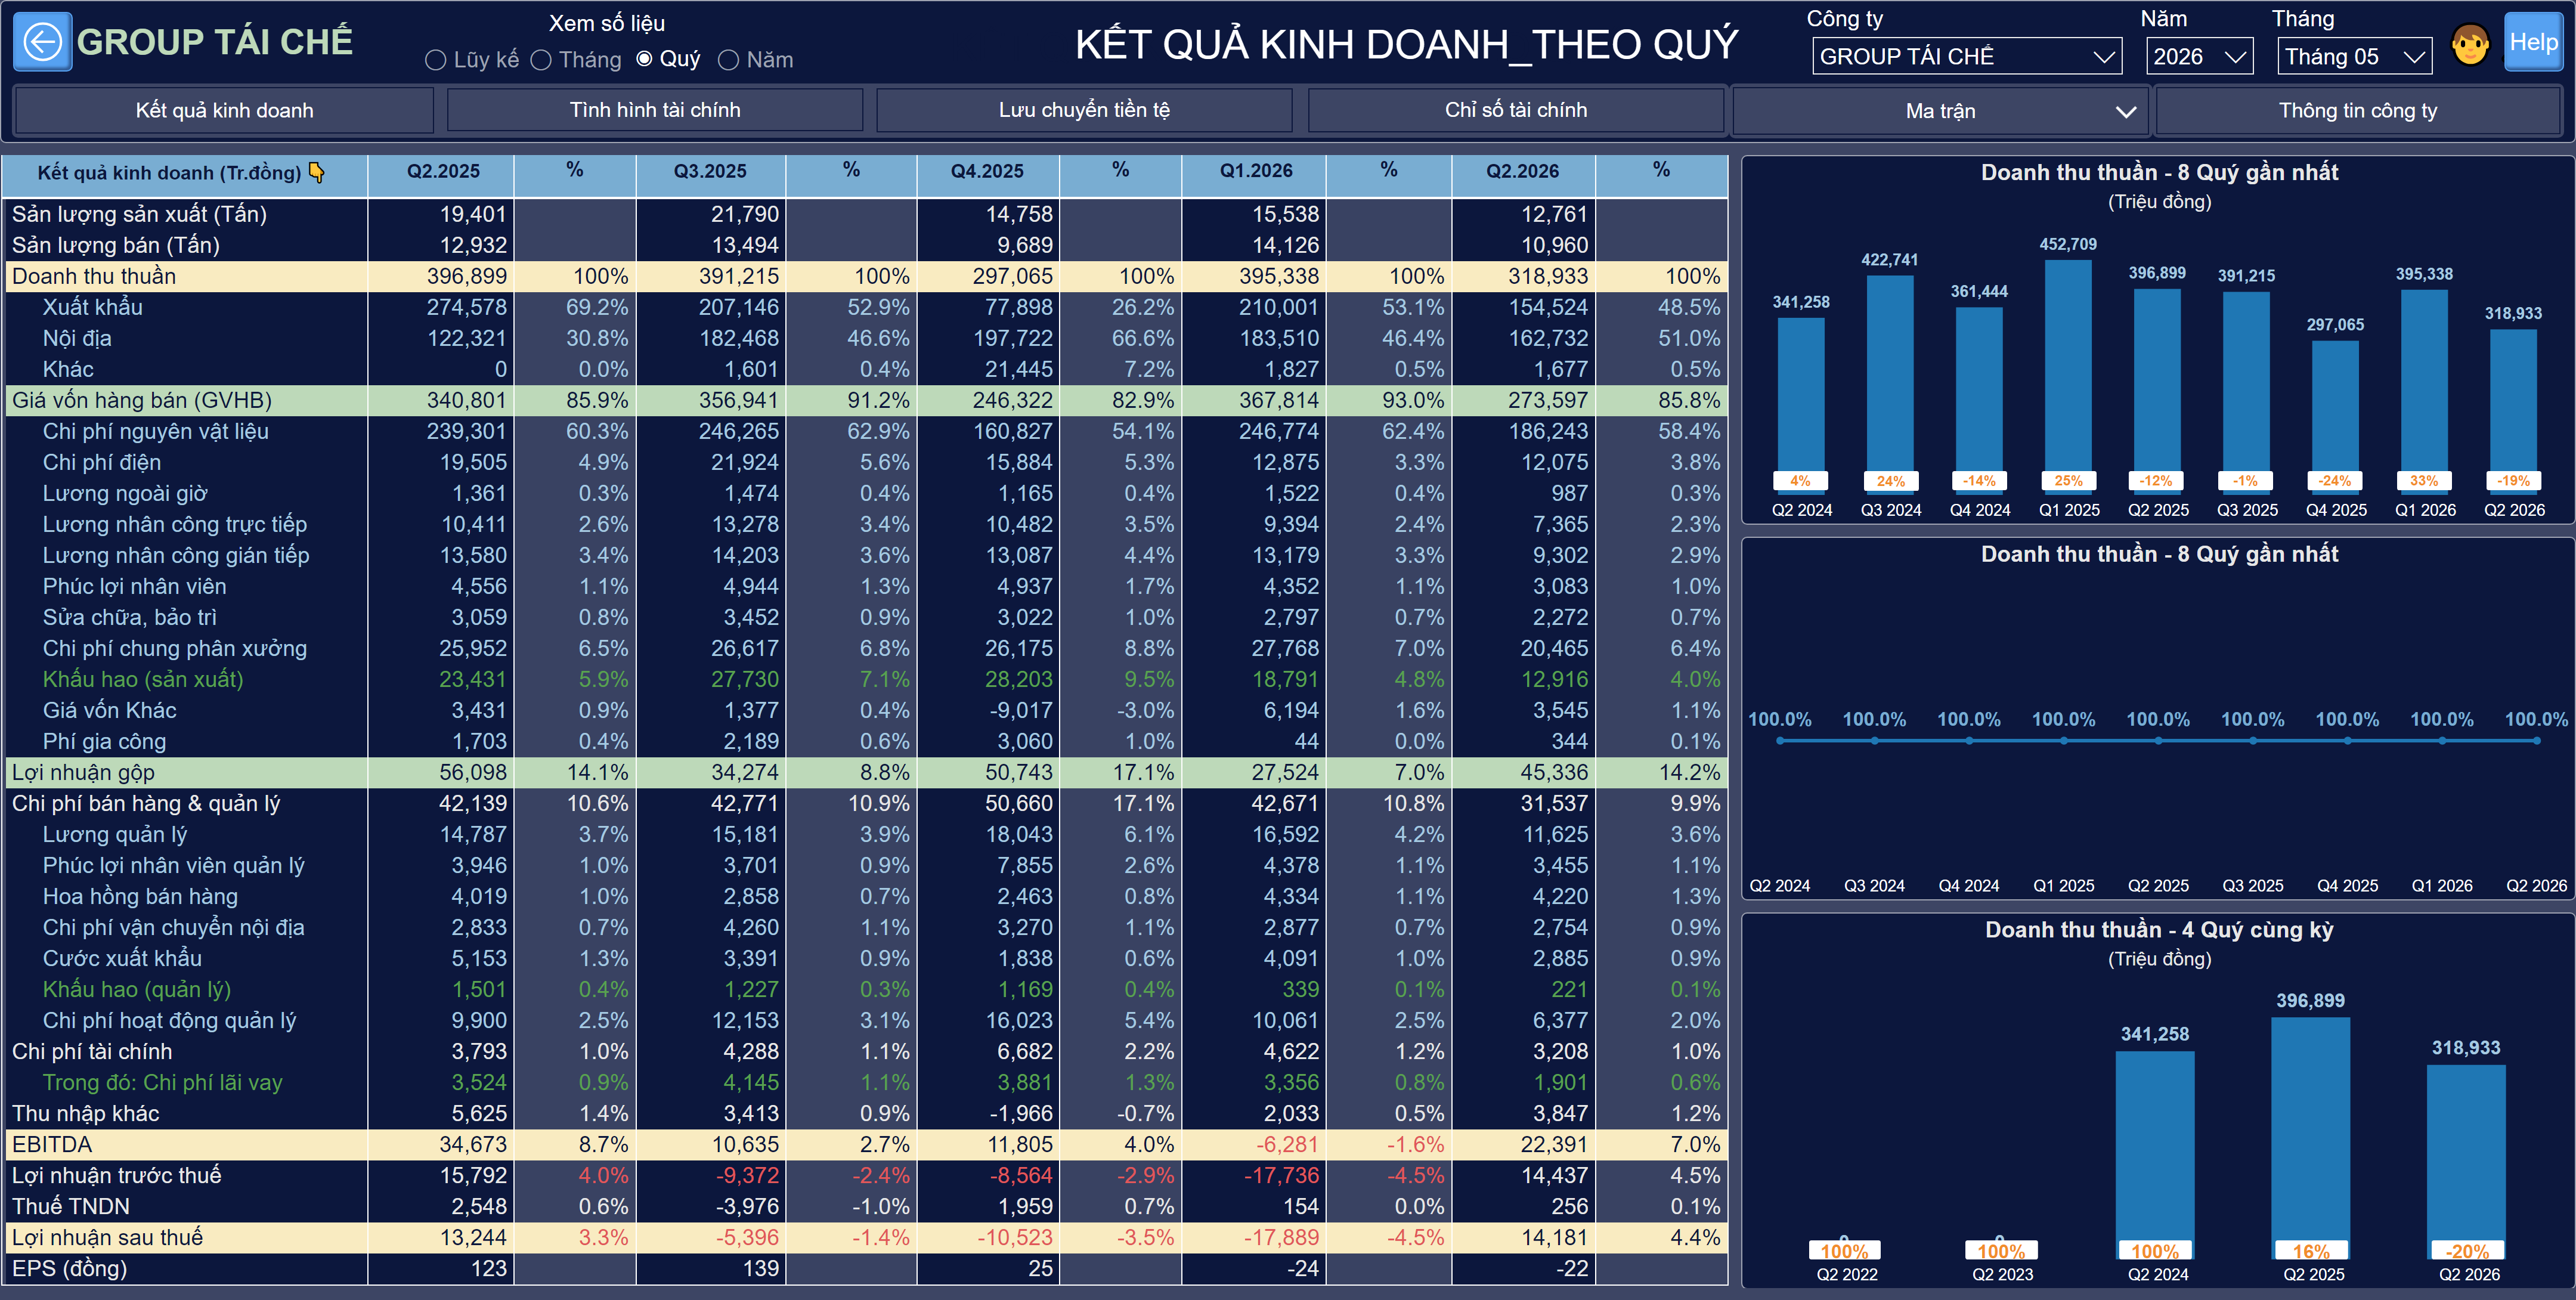 GROUP TÁI CHẾ
Xem số liệu
Lũy kế Tháng Quý Năm
KẾT QUẢ KINH DOANH_THEO QUÝ
Công ty Năm Tháng
GROUP TÁI CHẾ 2026 Tháng 05 Help
Kết quả kinh doanh Tình hình tài chính Lưu chuyển tiền tệ Chỉ số tài chính Ma trận Thông tin công ty
Kết quả kinh doanh (Tr.đồng) Q2.2025 % Q3.2025 % Q4.2025 % Q1.2026 % Q2.2026 %
Sản lượng sản xuất (Tấn) 19,401 21,790 14,758 15,538 12,761
Sản lượng bán (Tấn) 12,932 13,494 9,689 14,126 10,960
Doanh thu thuần 396,899 100% 391,215 100% 297,065 100% 395,338 100% 318,933 100%
Xuất khẩu 274,578 69.2% 207,146 52.9% 77,898 26.2% 210,001 53.1% 154,524 48.5%
Nội địa 122,321 30.8% 182,468 46.6% 197,722 66.6% 183,510 46.4% 162,732 51.0%
Khác 0 0.0% 1,601 0.4% 21,445 7.2% 1,827 0.5% 1,677 0.5%
Giá vốn hàng bán (GVHB) 340,801 85.9% 356,941 91.2% 246,322 82.9% 367,814 93.0% 273,597 85.8%
Chi phí nguyên vật liệu 239,301 60.3% 246,265 62.9% 160,827 54.1% 246,774 62.4% 186,243 58.4%
Chi phí điện 19,505 4.9% 21,924 5.6% 15,884 5.3% 12,875 3.3% 12,075 3.8%
Lương ngoài giờ 1,361 0.3% 1,474 0.4% 1,165 0.4% 1,522 0.4% 987 0.3%
Lương nhân công trực tiếp 10,411 2.6% 13,278 3.4% 10,482 3.5% 9,394 2.4% 7,365 2.3%
Lương nhân công gián tiếp 13,580 3.4% 14,203 3.6% 13,087 4.4% 13,179 3.3% 9,302 2.9%
Phúc lợi nhân viên 4,556 1.1% 4,944 1.3% 4,937 1.7% 4,352 1.1% 3,083 1.0%
Sửa chữa, bảo trì 3,059 0.8% 3,452 0.9% 3,022 1.0% 2,797 0.7% 2,272 0.7%
Chi phí chung phân xưởng 25,952 6.5% 26,617 6.8% 26,175 8.8% 27,768 7.0% 20,465 6.4%
Khấu hao (sản xuất) 23,431 5.9% 27,730 7.1% 28,203 9.5% 18,791 4.8% 12,916 4.0%
Giá vốn Khác 3,431 0.9% 1,377 0.4% -9,017 -3.0% 6,194 1.6% 3,545 1.1%
Phí gia công 1,703 0.4% 2,189 0.6% 3,060 1.0% 44 0.0% 344 0.1%
Lợi nhuận gộp 56,098 14.1% 34,274 8.8% 50,743 17.1% 27,524 7.0% 45,336 14.2%
Chi phí bán hàng & quản lý 42,139 10.6% 42,771 10.9% 50,660 17.1% 42,671 10.8% 31,537 9.9%
Lương quản lý 14,787 3.7% 15,181 3.9% 18,043 6.1% 16,592 4.2% 11,625 3.6%
Phúc lợi nhân viên quản lý 3,946 1.0% 3,701 0.9% 7,855 2.6% 4,378 1.1% 3,455 1.1%
Hoa hồng bán hàng 4,019 1.0% 2,858 0.7% 2,463 0.8% 4,334 1.1% 4,220 1.3%
Chi phí vận chuyển nội địa 2,833 0.7% 4,260 1.1% 3,270 1.1% 2,877 0.7% 2,754 0.9%
Cước xuất khẩu 5,153 1.3% 3,391 0.9% 1,838 0.6% 4,091 1.0% 2,885 0.9%
Khấu hao (quản lý) 1,501 0.4% 1,227 0.3% 1,169 0.4% 339 0.1% 221 0.1%
Chi phí hoạt động quản lý 9,900 2.5% 12,153 3.1% 16,023 5.4% 10,061 2.5% 6,377 2.0%
Chi phí tài chính 3,793 1.0% 4,288 1.1% 6,682 2.2% 4,622 1.2% 3,208 1.0%
Trong đó: Chi phí lãi vay 3,524 0.9% 4,145 1.1% 3,881 1.3% 3,356 0.8% 1,901 0.6%
Thu nhập khác 5,625 1.4% 3,413 0.9% -1,966 -0.7% 2,033 0.5% 3,847 1.2%
EBITDA 34,673 8.7% 10,635 2.7% 11,805 4.0% -6,281 -1.6% 22,391 7.0%
Lợi nhuận trước thuế 15,792 4.0% -9,372 -2.4% -8,564 -2.9% -17,736 -4.5% 14,437 4.5%
Thuế TNDN 2,548 0.6% -3,976 -1.0% 1,959 0.7% 154 0.0% 256 0.1%
Lợi nhuận sau thuế 13,244 3.3% -5,396 -1.4% -10,523 -3.5% -17,889 -4.5% 14,181 4.4%
EPS (đồng) 123 139 25 -24 -22
Doanh thu thuần - 8 Quý gần nhất
(Triệu đồng)
341,258 422,741 361,444 452,709 396,899 391,215 297,065 395,338 318,933
4% 24% -14% 25% -12% -1% -24% 33% -19%
Q2 2024 Q3 2024 Q4 2024 Q1 2025 Q2 2025 Q3 2025 Q4 2025 Q1 2026 Q2 2026
Doanh thu thuần - 8 Quý gần nhất
100.0% 100.0% 100.0% 100.0% 100.0% 100.0% 100.0% 100.0% 100.0%
Q2 2024 Q3 2024 Q4 2024 Q1 2025 Q2 2025 Q3 2025 Q4 2025 Q1 2026 Q2 2026
Doanh thu thuần - 4 Quý cùng kỳ
(Triệu đồng)
341,258 396,899 318,933
100% 100% 100% 16% -20%
Q2 2022 Q2 2023 Q2 2024 Q2 2025 Q2 2026